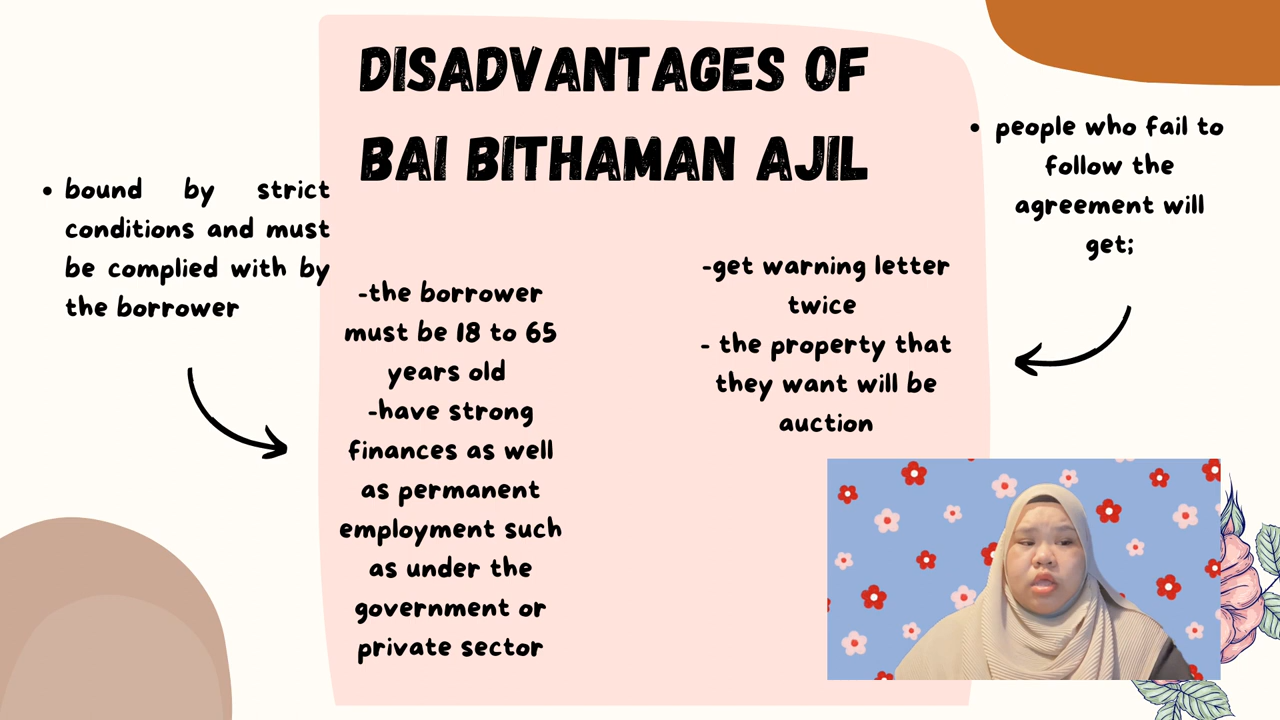 DISADVANTAGES OF
BAI BITHAMAN AJIL
• bound by strict
conditions and must
be complied with by
the borrower
-the borrower
must be 18 to 65
years old
-have strong
finances as well
as permanent
employment such
as under the
government or
private sector
• people who fail to
follow the
agreement will
get;
-get warning letter
twice
- the property that
they want will be
auction